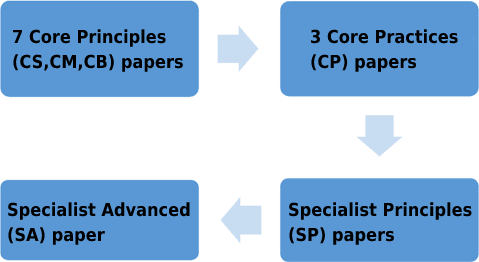 7 Core Principles
(CS,CM,CB) papers
3 Core Practices
(CP) papers
Specialist Principles
(SP) papers
Specialist Advanced
(SA) paper